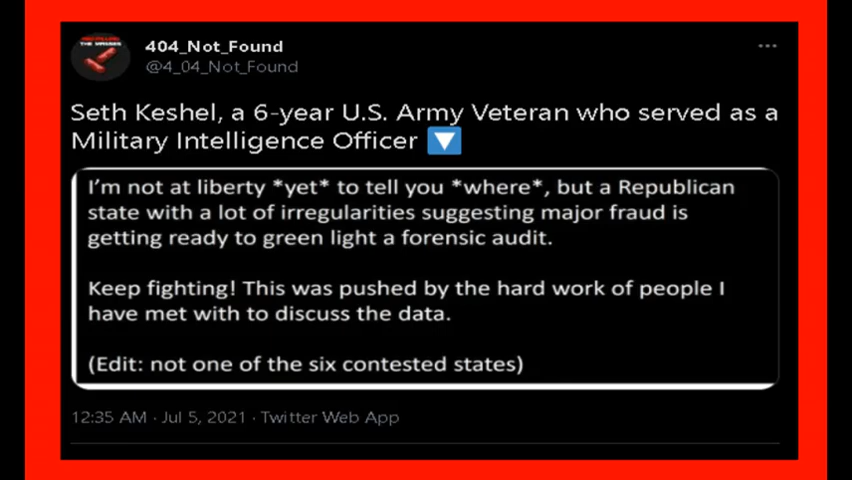 404_Not_Found
@4_04_Not_Found
Seth Keshel, a 6-year U.S. Army Veteran who served as a
Military Intelligence Officer
I'm not at liberty *yet* to tell you *where*, but a Republican
state with a lot of irregularities suggesting major fraud is
getting ready to green light a forensic audit.
Keep fighting! This was pushed by the hard work of people I
have met with to discuss the data.
(Edit: not one of the six contested states)
12:35 AM · Jul 5, 2021 · Twitter Web App